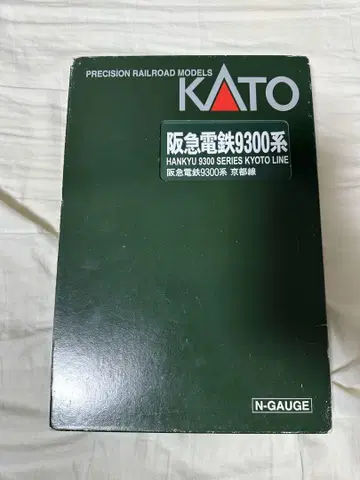 PRECISION RAILROAD MODELS
KATO
阪急電鉄9300系
HANKYU 9300 SERIES KYOTO LINE
阪急電鉄9300系 京都線
N-GAUGE